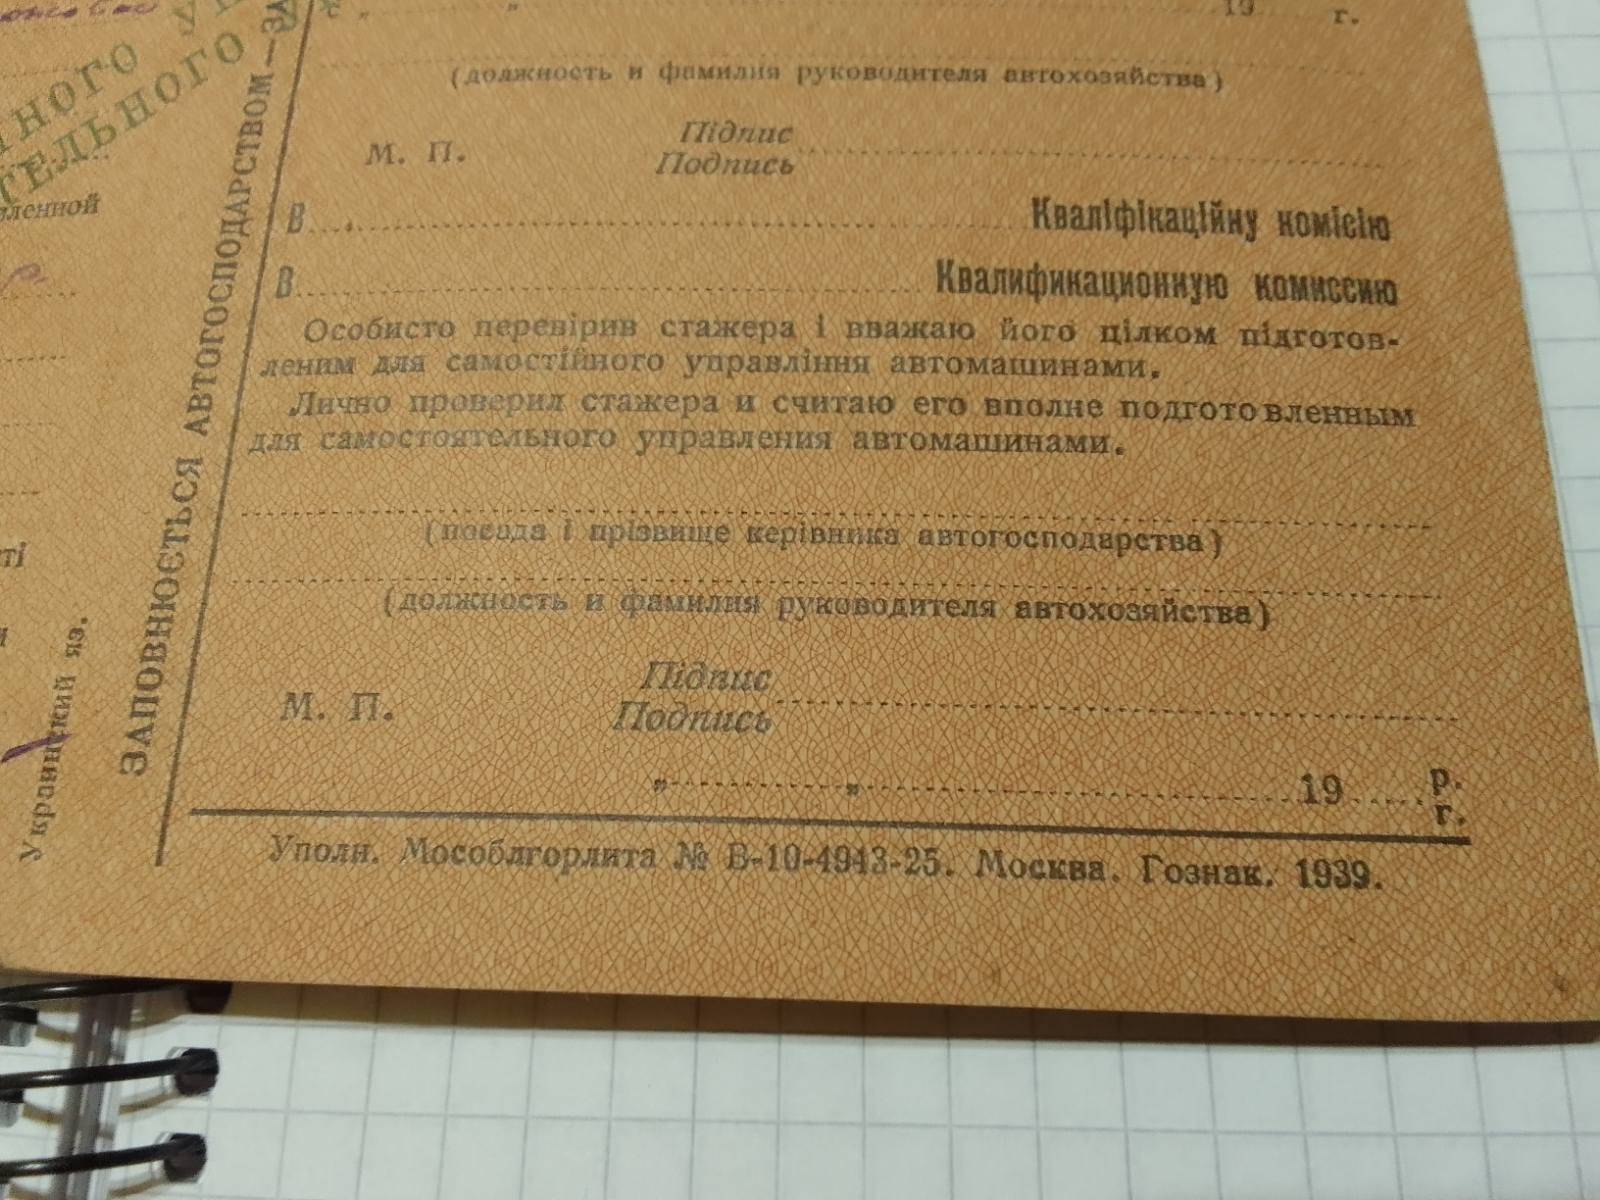 " " 19 г.
(должность и фамилия руководителя автохозяйства)
М. П. Підпис
Подпись
В Кваліфікаційну комісію
В Квалификационную комиссию
Особисто перевірив стажера і вважаю його цілком підготов-
леним для самостійного управління автомашинами.
Лично проверил стажера и считаю его вполне подготовленным
для самостоятельного управления автомашинами.
(посада і прізвище керівника автогосподарства)
(должность и фамилия руководителя автохозяйства)
М. П. Підпис
Подпись
" " 19 р.
г.
Уполн. Мособлгорлита № В-10-4943-25. Москва. Гознак. 1939.
ЗАПОВНЮЄТЬСЯ АВТОГОСПОДАРСТВОМ—ЗА
НОГО
ТЕЛЬНОГО
ленной
ті
и
Украинский яз.